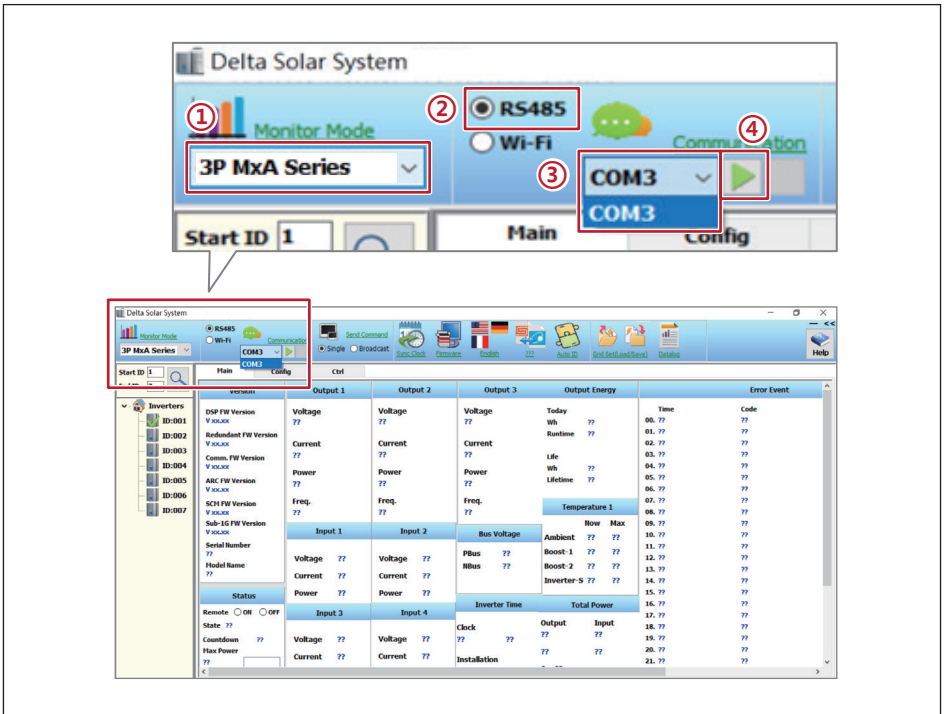 Delta Solar System
①
Monitor Mode
3P MxA Series
②
RS485
Wi-Fi
④
Communication
③
COM3
COM3
Start ID 1
Main
Config
Delta Solar System
Monitor Mode
3P MxA Series
RS485
Wi-Fi
COM3
COM3
Send Command
Single Broadcast
Sync Clock
Firmware
English
???
Auto ID
Grid Set(Load/Save)
Datalog
<<
Help
Start ID 1
Main Config Ctrl
Inverters
ID:001
ID:002
ID:003
ID:004
ID:005
ID:006
ID:007
Version
DSP FW Version
V xx.xx
Redundant FW Version
V xx.xx
Comm. FW Version
V xx.xx
ARC FW Version
V xx.xx
SCM FW Version
V xx.xx
Sub-1G FW Version
V xx.xx
Serial Number
??
Model Name
??
Status
Remote ON OFF
State ??
Countdown ??
Max Power
??
Output 1
Voltage
??
Current
??
Power
??
Freq.
??
Output 2
Voltage
??
Current
??
Power
??
Freq.
??
Output 3
Voltage
??
Current
??
Power
??
Freq.
??
Input 1
Voltage ??
Current ??
Power ??
Input 2
Voltage ??
Current ??
Power ??
Input 3
Voltage ??
Current ??
Input 4
Voltage ??
Current ??
Bus Voltage
PBus ??
NBus ??
Inverter Time
Clock
?? ??
Installation
Output Energy
Today
Wh ??
Runtime ??
Life
Wh ??
Lifetime ??
Temperature 1
Now Max
Ambient ?? ??
Boost-1 ?? ??
Boost-2 ?? ??
Inverter-S ?? ??
Total Power
Output Input
?? ??
?? ??
Error Event
Time Code
00. ?? ??
01. ?? ??
02. ?? ??
03. ?? ??
04. ?? ??
05. ?? ??
06. ?? ??
07. ?? ??
08. ?? ??
09. ?? ??
10. ?? ??
11. ?? ??
12. ?? ??
13. ?? ??
14. ?? ??
15. ?? ??
16. ?? ??
17. ?? ??
18. ?? ??
19. ?? ??
20. ?? ??
21. ?? ??